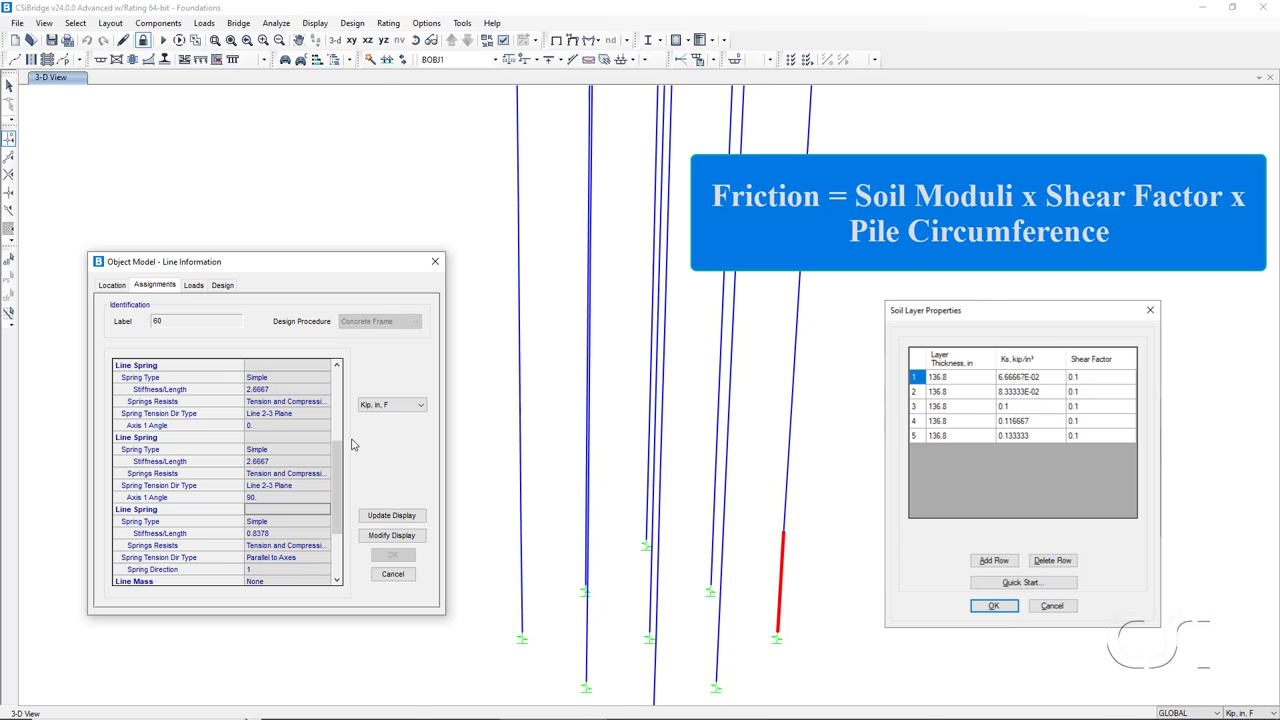 CSiBridge v24.0.0 Advanced w/Rating 64-bit - Foundations
File View Select Layout Components Loads Bridge Analyze Display Design Rating Options Tools Help
3-d xy xz yz nv nd
BOBJ1
3-D View
Friction = Soil Moduli x Shear Factor x
Pile Circumference
Object Model - Line Information
Location Assignments Loads Design
Identification
Label 60 Design Procedure Concrete Frame
Line Spring
Spring Type Simple
Stiffness/Length 2.6667
Springs Resists Tension and Compressi...
Spring Tension Dir Type Line 2-3 Plane
Axis 1 Angle 0.
Line Spring
Spring Type Simple
Stiffness/Length 2.6667
Springs Resists Tension and Compressi...
Spring Tension Dir Type Line 2-3 Plane
Axis 1 Angle 90.
Line Spring
Spring Type Simple
Stiffness/Length 0.8378
Springs Resists Tension and Compressi...
Spring Tension Dir Type Parallel to Axes
Spring Direction 1
Line Mass None
Kip, in, F
Update Display
Modify Display
OK
Cancel
Soil Layer Properties
Layer Thickness, in Ks, kip/in³ Shear Factor
1 136.8 6.66667E-02 0.1
2 136.8 8.33333E-02 0.1
3 136.8 0.1 0.1
4 136.8 0.116667 0.1
5 136.8 0.133333 0.1
Add Row Delete Row
Quick Start...
OK Cancel
CSI
all
PS
clr
3-D View GLOBAL Kip, in, F